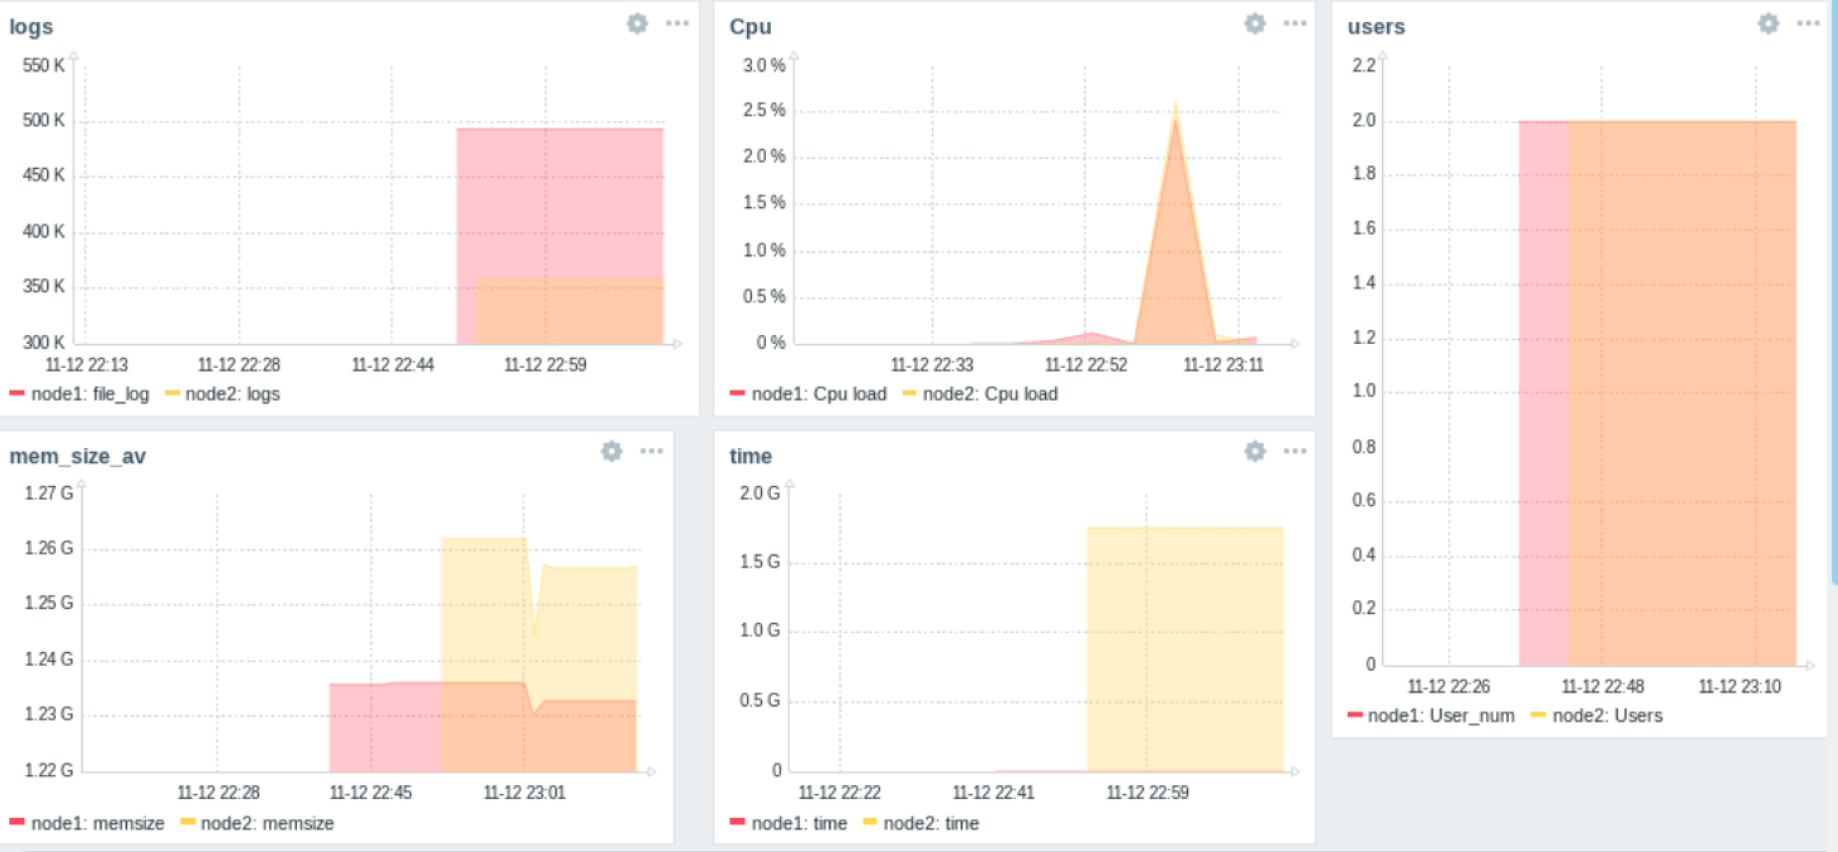 logs
550 K
500 K
450 K
400 K
350 K
300 K
11-12 22:13 11-12 22:28 11-12 22:44 11-12 22:59
node1: file_log node2: logs
Cpu
3.0 %
2.5 %
2.0 %
1.5 %
1.0 %
0.5 %
0 %
11-12 22:33 11-12 22:52 11-12 23:11
node1: Cpu load node2: Cpu load
users
2.2
2.0
1.8
1.6
1.4
1.2
1.0
0.8
0.6
0.4
0.2
0
11-12 22:26 11-12 22:48 11-12 23:10
node1: User_num node2: Users
mem_size_av
1.27 G
1.26 G
1.25 G
1.24 G
1.23 G
1.22 G
11-12 22:28 11-12 22:45 11-12 23:01
node1: memsize node2: memsize
time
2.0 G
1.5 G
1.0 G
0.5 G
0
11-12 22:22 11-12 22:41 11-12 22:59
node1: time node2: time